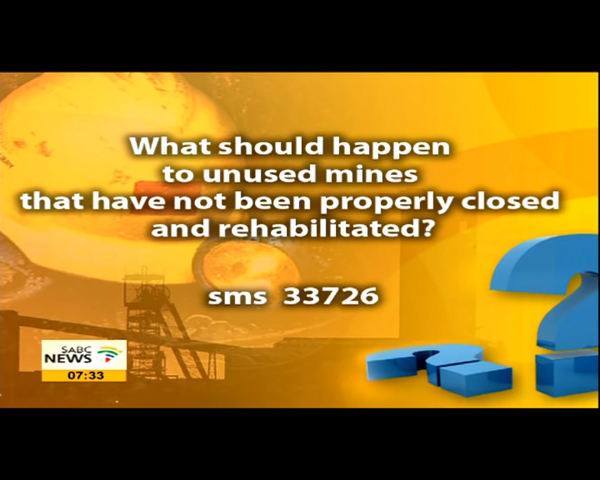 What should happen
to unused mines
that have not been properly closed
and rehabilitated?
sms 33726
SABC
NEWS
07:33